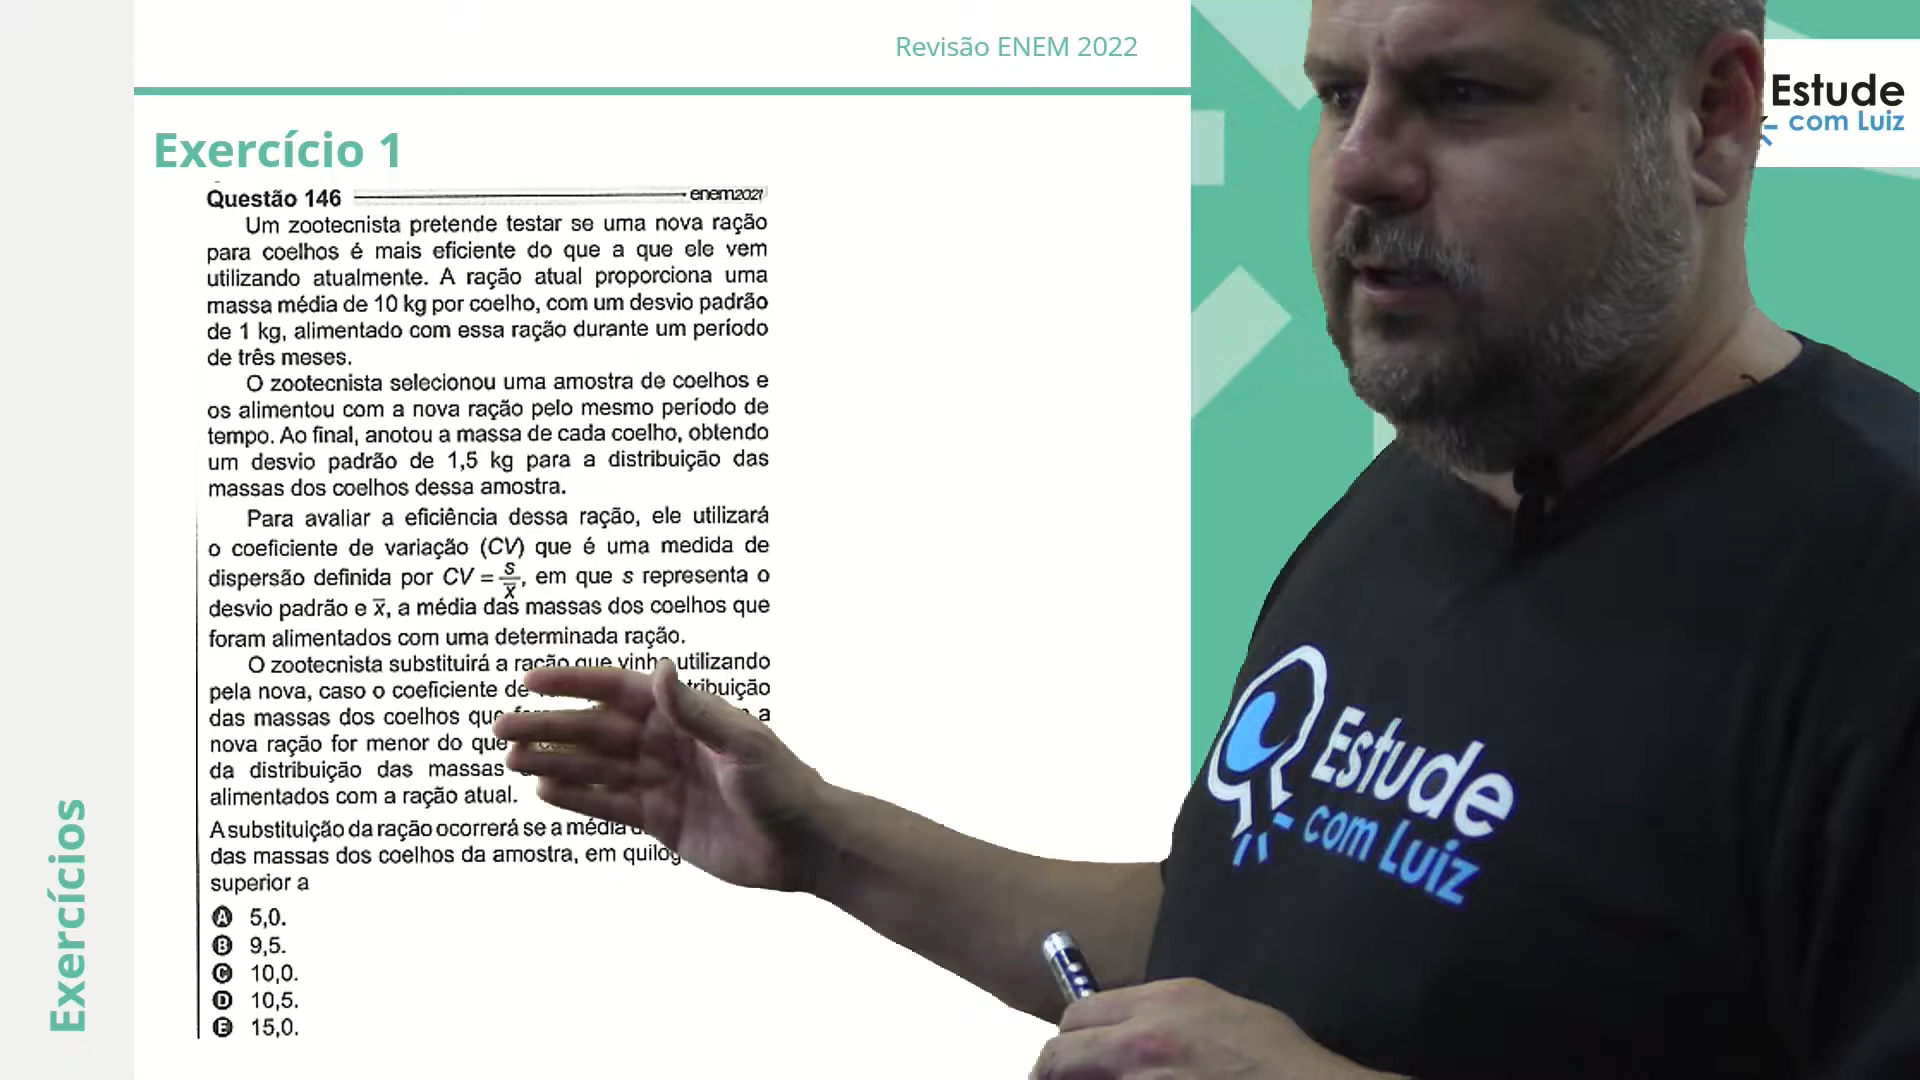 Revisão ENEM 2022
Estude
com Luiz
Exercício 1
Questão 146
enem2021
Um zootecnista pretende testar se uma nova ração
para coelhos é mais eficiente do que a que ele vem
utilizando atualmente. A ração atual proporciona uma
massa média de 10 kg por coelho, com um desvio padrão
de 1 kg, alimentado com essa ração durante um período
de três meses.
O zootecnista selecionou uma amostra de coelhos e
os alimentou com a nova ração pelo mesmo período de
tempo. Ao final, anotou a massa de cada coelho, obtendo
um desvio padrão de 1,5 kg para a distribuição das
massas dos coelhos dessa amostra.
Para avaliar a eficiência dessa ração, ele utilizará
o coeficiente de variação (CV) que é uma medida de
dispersão definida por CV = s/x̅, em que s representa o
desvio padrão e x̅, a média das massas dos coelhos que
foram alimentados com uma determinada ração.
O zootecnista substituirá a ração que vinha utilizando
pela nova, caso o coeficiente de
das massas dos coelhos que a
nova ração for menor do que
da distribuição das massas
alimentados com a ração atual.
A substituição da ração ocorrerá se a média
das massas dos coelhos da amostra, em
superior a
A 5,0.
B 9,5.
C 10,0.
D 10,5.
E 15,0.
Exercícios
Estude
com Luiz